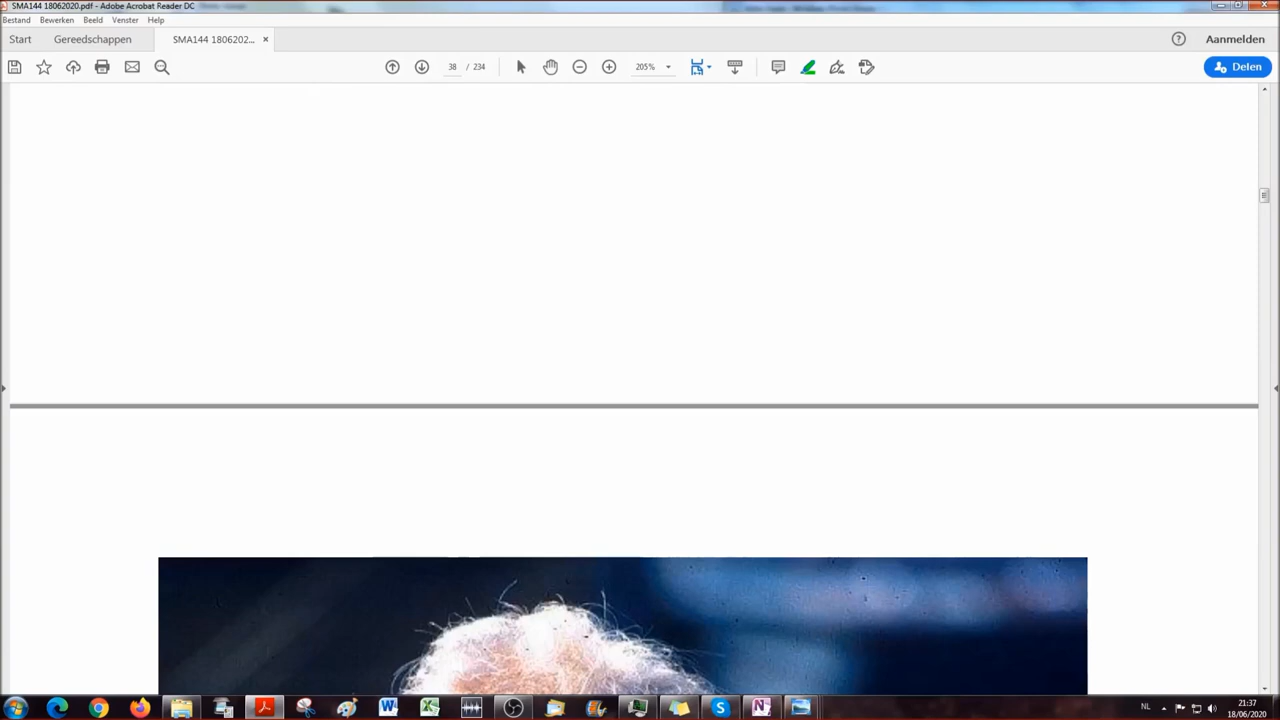 SMA144 18062020.pdf - Adobe Acrobat Reader DC
Bestand Bewerken Beeld Venster Help
Start Gereedschappen SMA144 1806202... × Aanmelden
38 / 234 205% Delen
NL 21:37
18/06/2020